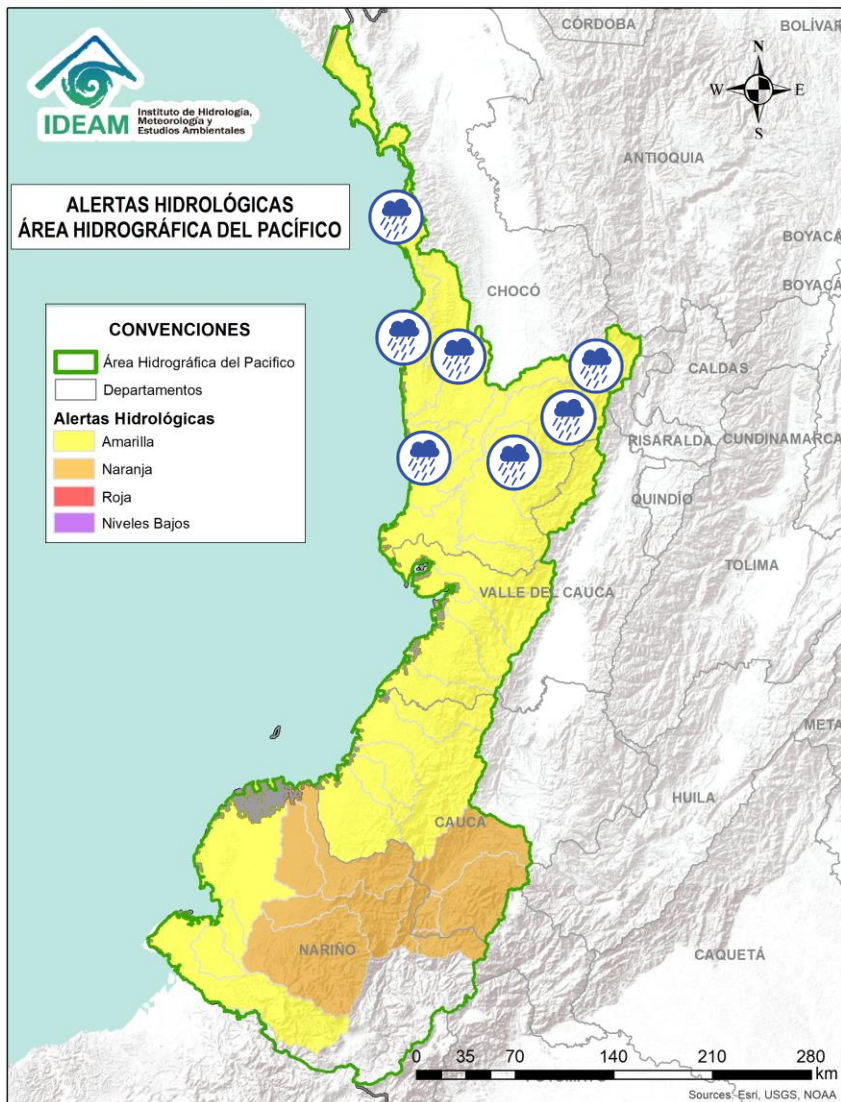 IDEAM
Instituto de Hidrología,
Meteorología y
Estudios Ambientales
ALERTAS HIDROLÓGICAS
ÁREA HIDROGRÁFICA DEL PACÍFICO
CONVENCIONES
Área Hidrográfica del Pacifico
Departamentos
Alertas Hidrológicas
Amarilla
Naranja
Roja
Niveles Bajos
N
W E
S
CÓRDOBA
BOLÍVAR
ANTIOQUIA
BOYACÁ
CHOCÓ
BOYACÁ
CALDAS
RISARALDA
CUNDINAMARCA
QUINDÍO
TOLIMA
VALLE DEL CAUCA
META
HUILA
CAUCA
NARIÑO
CAQUETÁ
0 35 70 140 210 280
km
Sources: Esri, USGS, NOAA